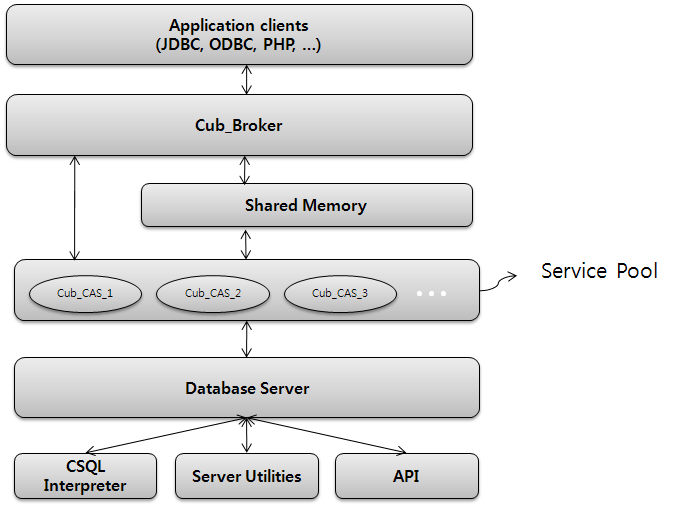 Application clients
(JDBC, ODBC, PHP, ...)
Cub_Broker
Shared Memory
Service Pool
Cub_CAS_1
Cub_CAS_2
Cub_CAS_3
...
Database Server
CSQL
Interpreter
Server Utilities
API